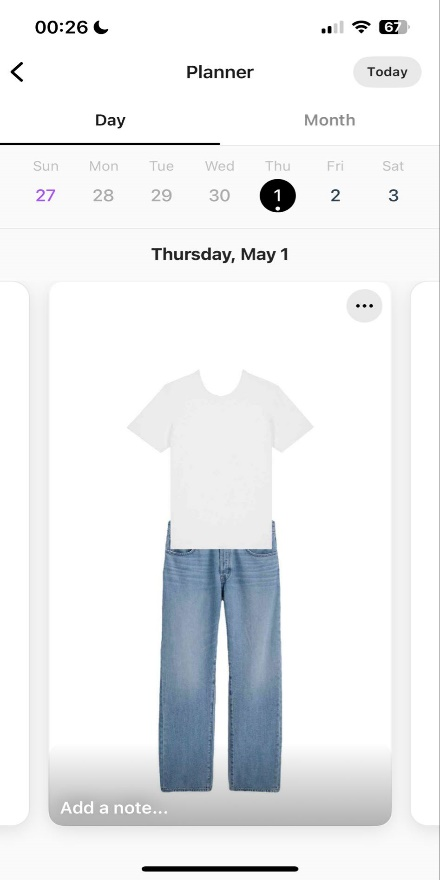 00:26 67
Planner Today
Day Month
Sun Mon Tue Wed Thu Fri Sat
27 28 29 30 1 2 3
Thursday, May 1
Add a note...